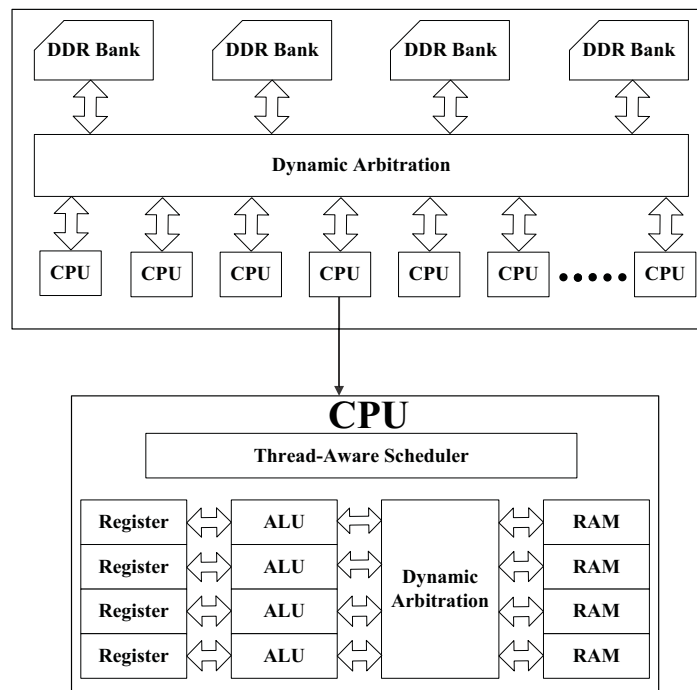 DDR Bank
DDR Bank
DDR Bank
DDR Bank
Dynamic Arbitration
CPU
CPU
CPU
CPU
CPU
CPU
CPU
CPU
Thread-Aware Scheduler
Register
ALU
RAM
Register
ALU
RAM
Dynamic
Arbitration
Register
ALU
RAM
Register
ALU
RAM